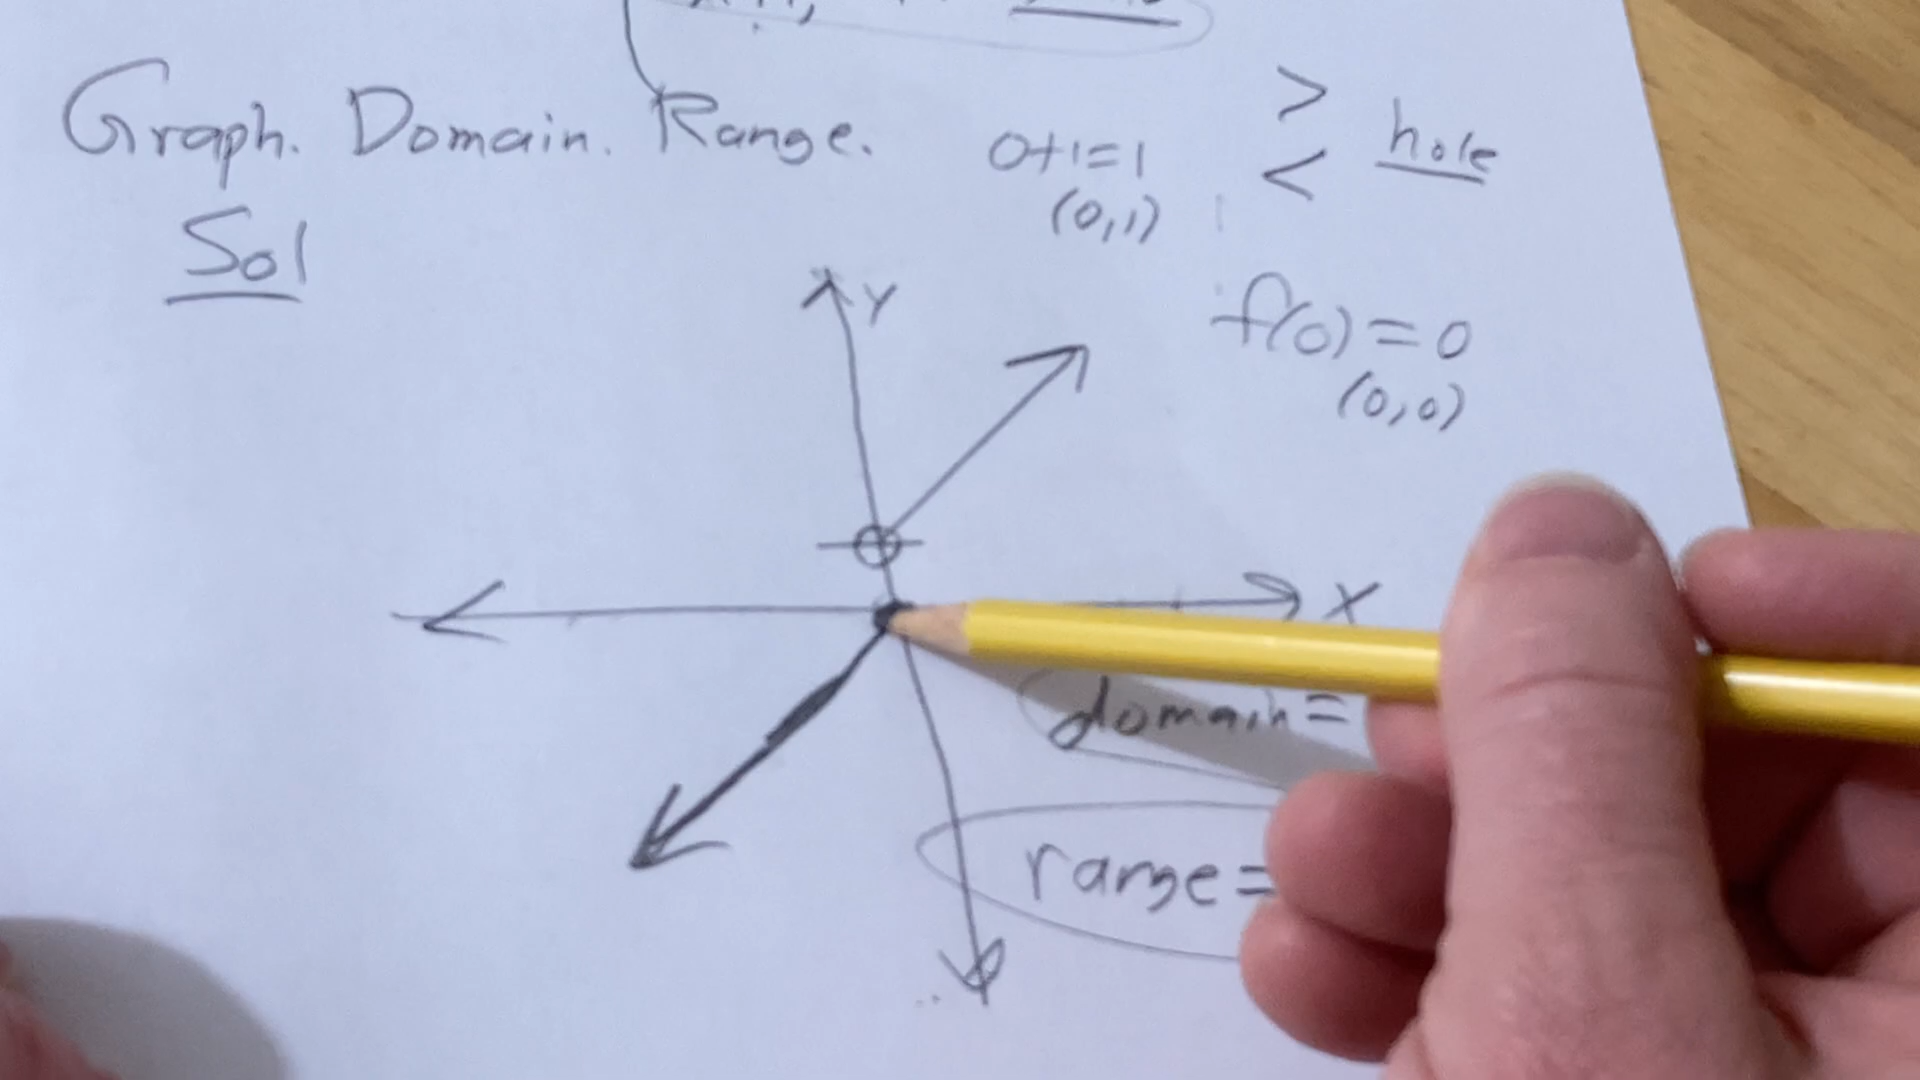 Graph. Domain. Range.
0+1=1
(0,1)
>
<
hole
Sol
f(0)=0
(0,0)
Y
X
domain=
range=